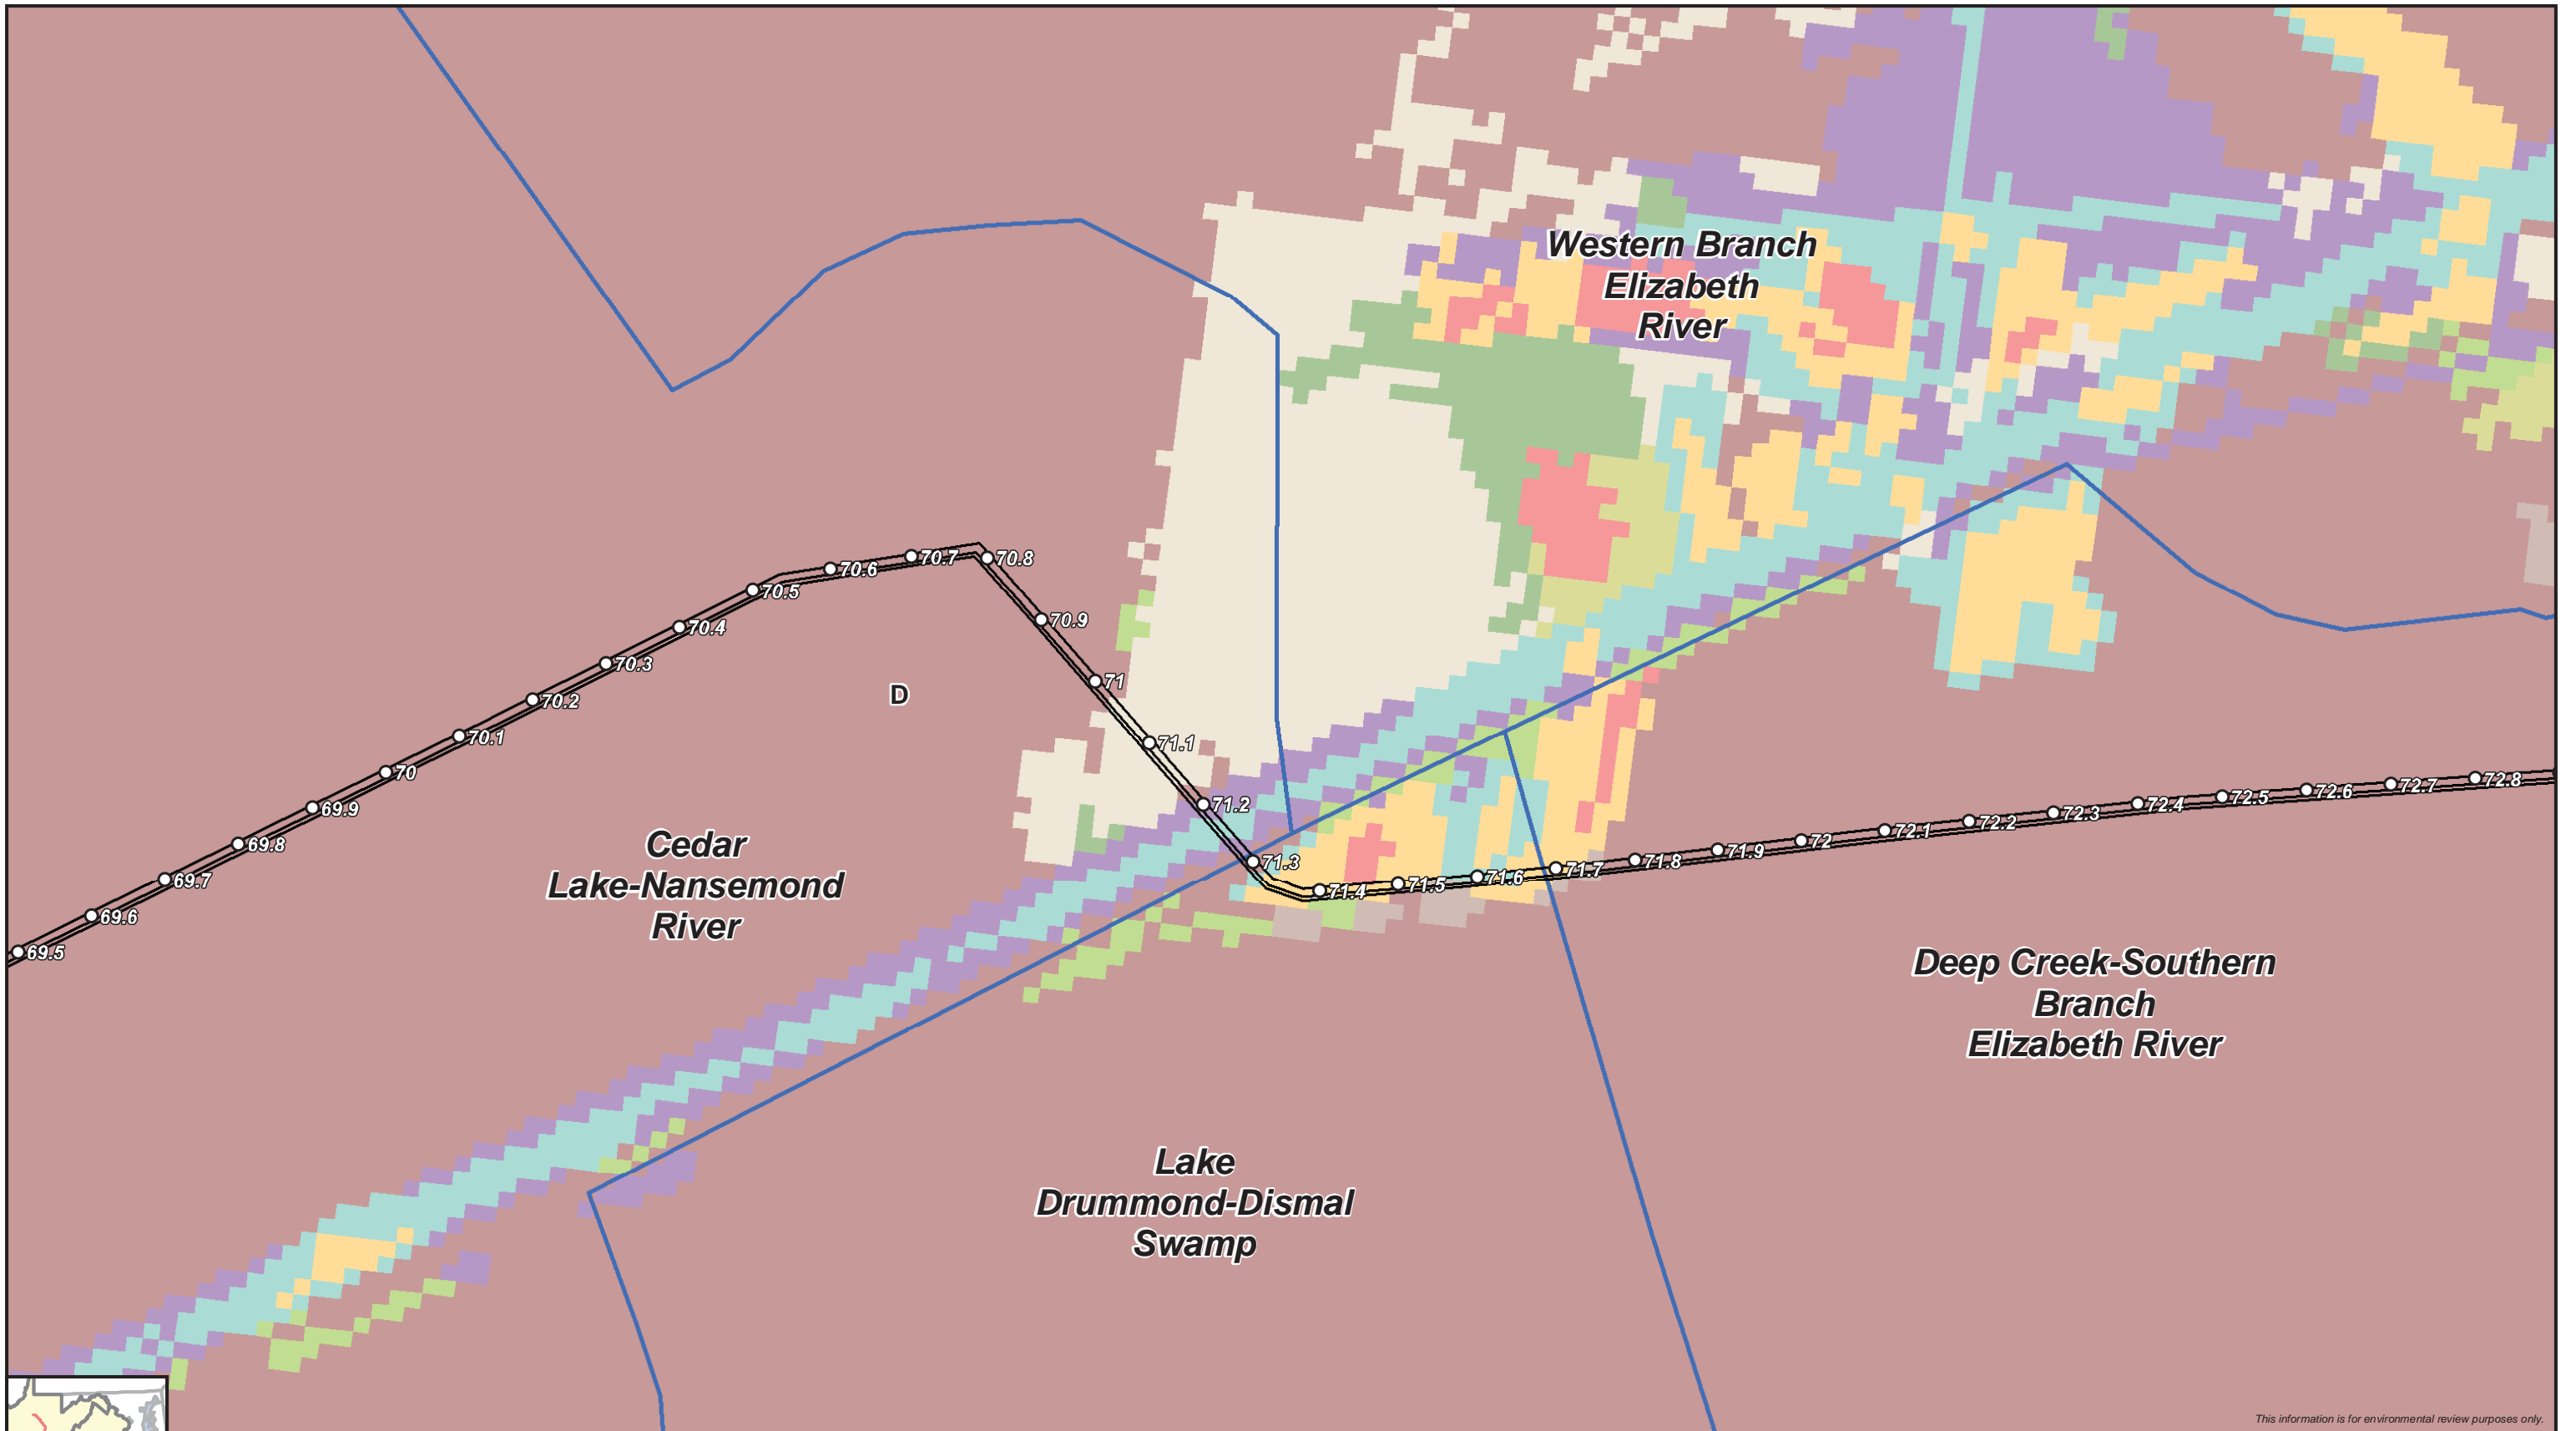 Western Branch
Elizabeth
River
70.8
70.7
70.6
70.5
70.9
70.4
70.3
71
D
70.2
70.1
71.1
70
72.8
72.7
72.6
72.5
72.4
71.2
69.9
72.3
72.2
72.1
72
69.8
Cedar
Lake-Nansemond
River
71.9
71.8
71.3
71.7
71.6
69.7
71.5
71.4
69.6
69.5
Deep Creek-Southern
Branch
Elizabeth River
Lake
Drummond-Dismal
Swamp
This information is for environmental review purposes only.